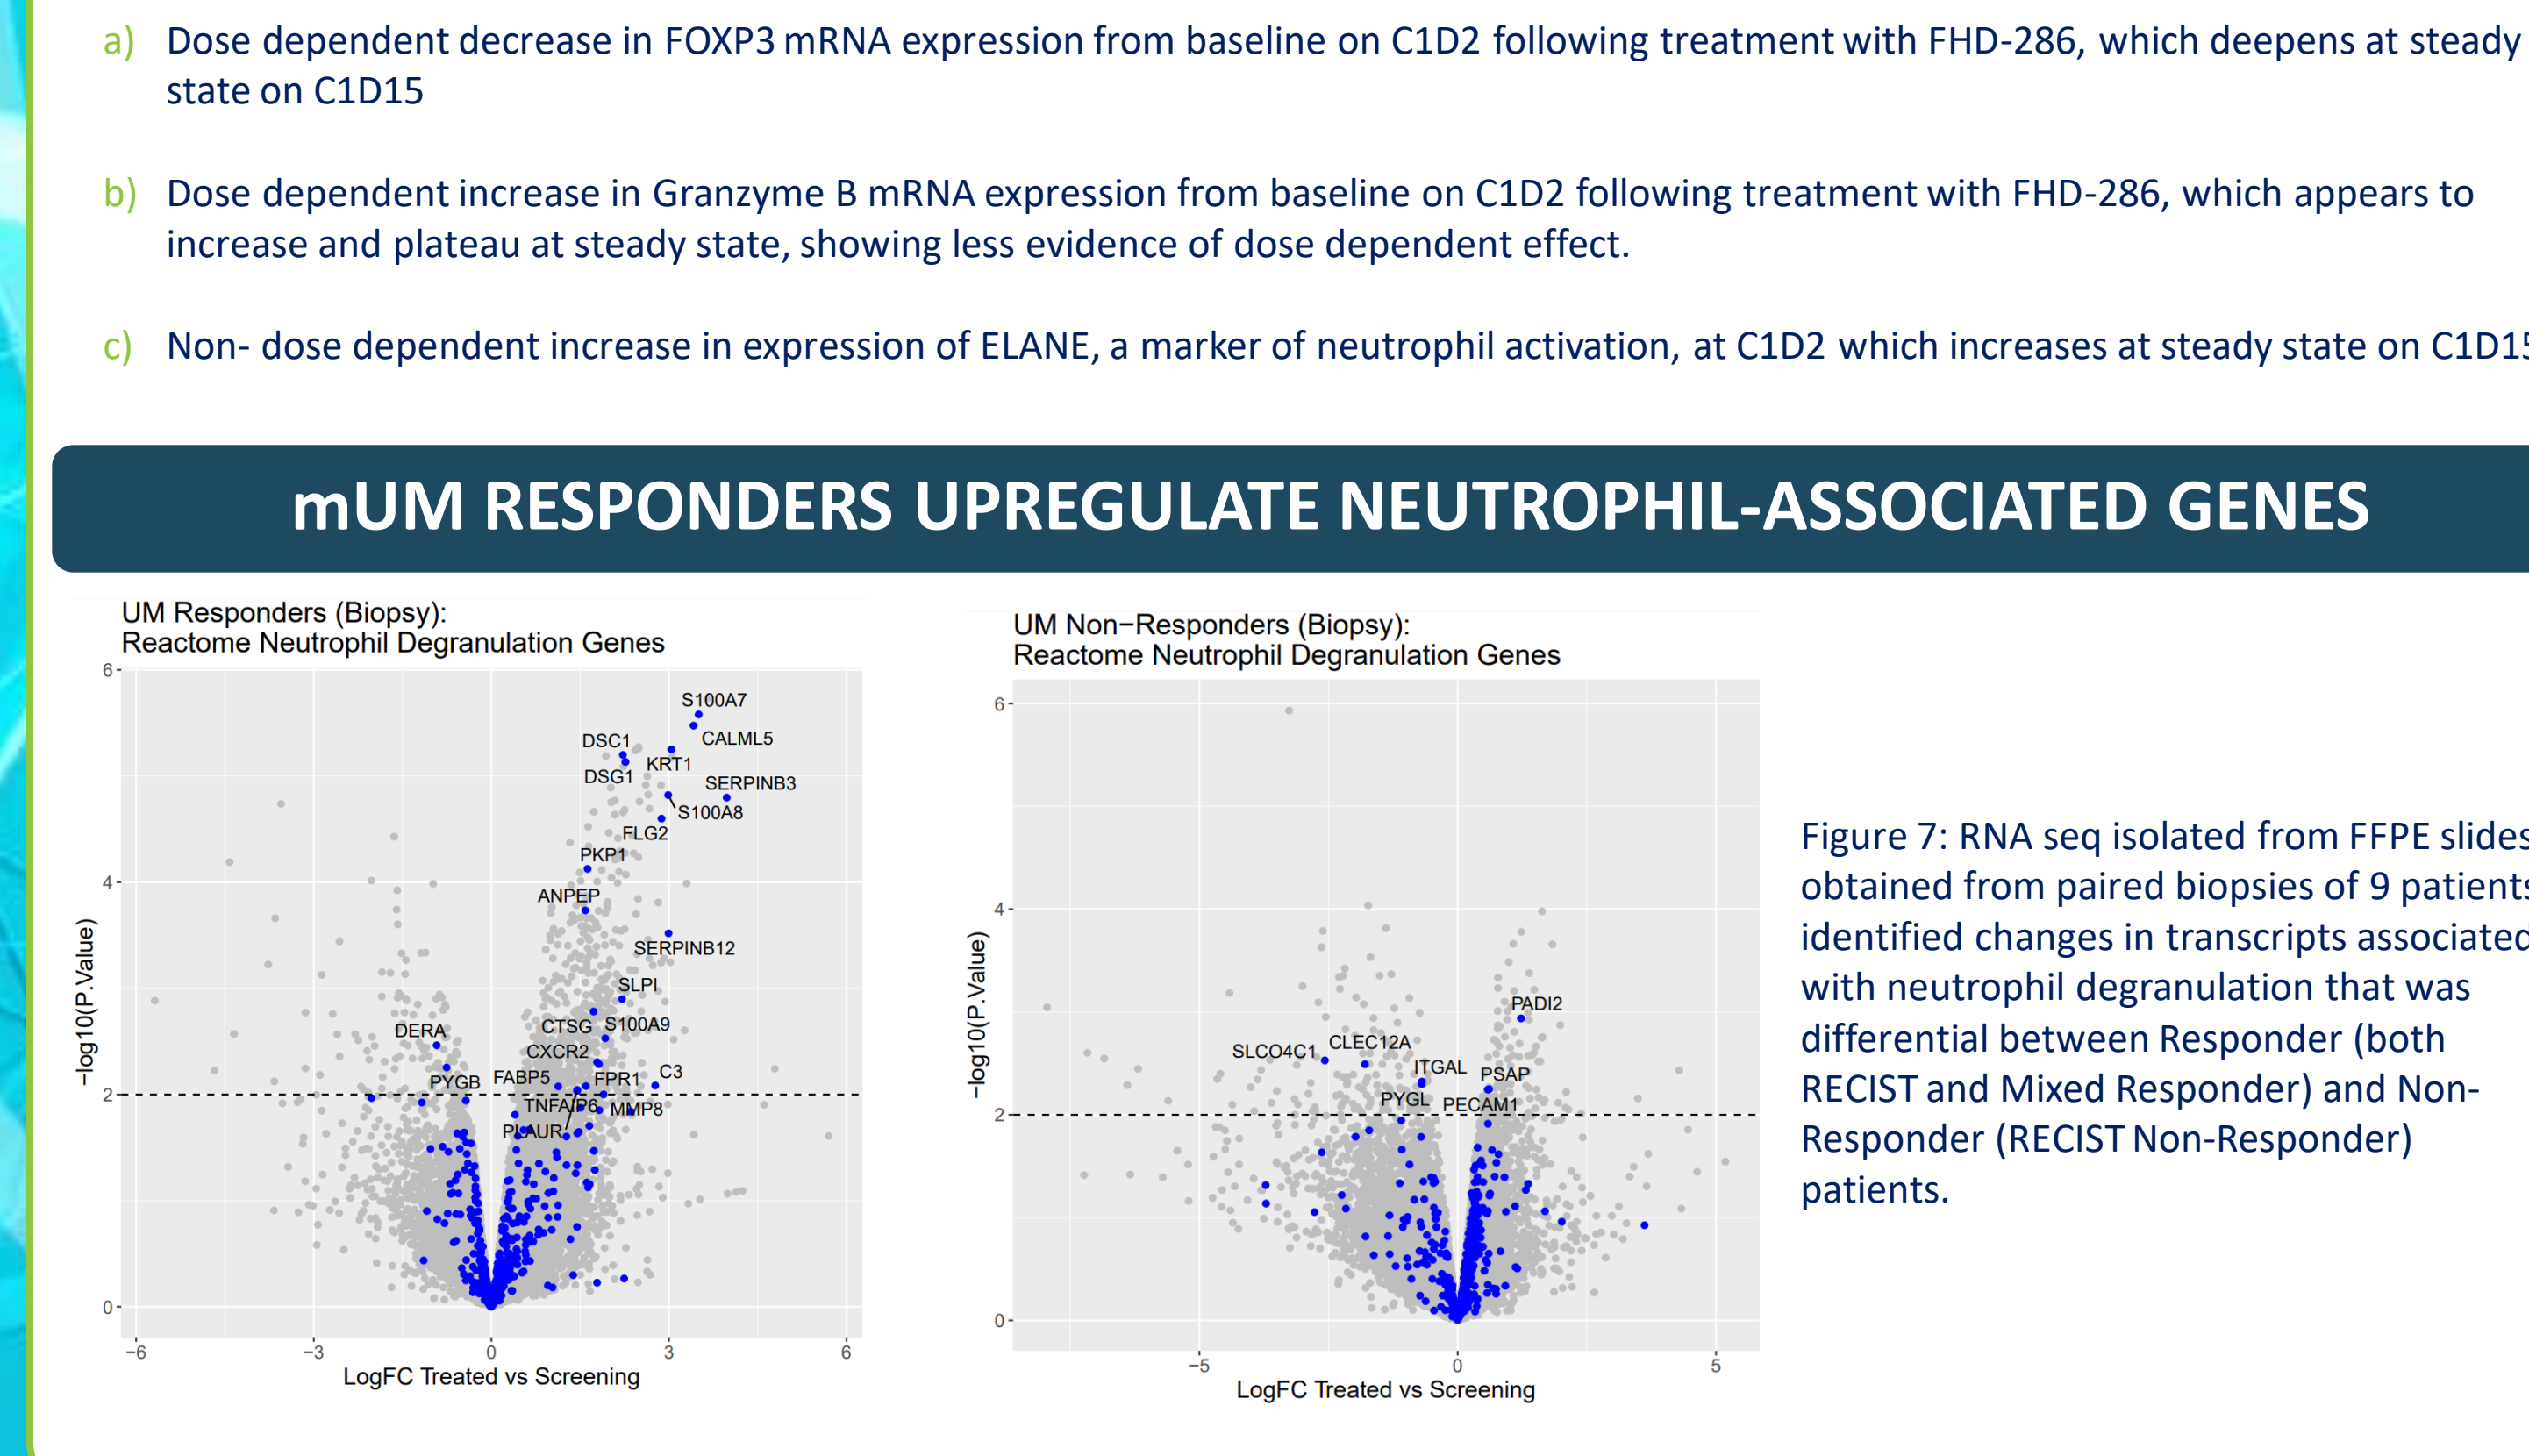 a) Dose dependent decrease in FOXP3 mRNA expression from baseline on C1D2 following treatment with FHD-286, which deepens at steady
state on C1D15
b) Dose dependent increase in Granzyme B mRNA expression from baseline on C1D2 following treatment with FHD-286, which appears to
increase and plateau at steady state, showing less evidence of dose dependent effect.
c) Non- dose dependent increase in expression of ELANE, a marker of neutrophil activation, at C1D2 which increases at steady state on C1D15
mUM RESPONDERS UPREGULATE NEUTROPHIL-ASSOCIATED GENES
UM Responders (Biopsy):
Reactome Neutrophil Degranulation Genes
6
4
2
0
−log10(P.Value)
S100A7
CALML5
DSC1
KRT1
DSG1
SERPINB3
S100A8
FLG2
PKP1
ANPEP
SERPINB12
SLPI
CTSG
S100A9
DERA
CXCR2
C3
PYGB
FABP5
FPR1
TNFAIP6
MMP8
PLAUR
−6
−3
0
3
6
LogFC Treated vs Screening
UM Non−Responders (Biopsy):
Reactome Neutrophil Degranulation Genes
6
4
2
0
−log10(P.Value)
PADI2
SLCO4C1
CLEC12A
ITGAL
PSAP
PYGL
PECAM1
−5
0
5
LogFC Treated vs Screening
Figure 7: RNA seq isolated from FFPE slides
obtained from paired biopsies of 9 patients
identified changes in transcripts associated
with neutrophil degranulation that was
differential between Responder (both
RECIST and Mixed Responder) and Non-
Responder (RECIST Non-Responder)
patients.